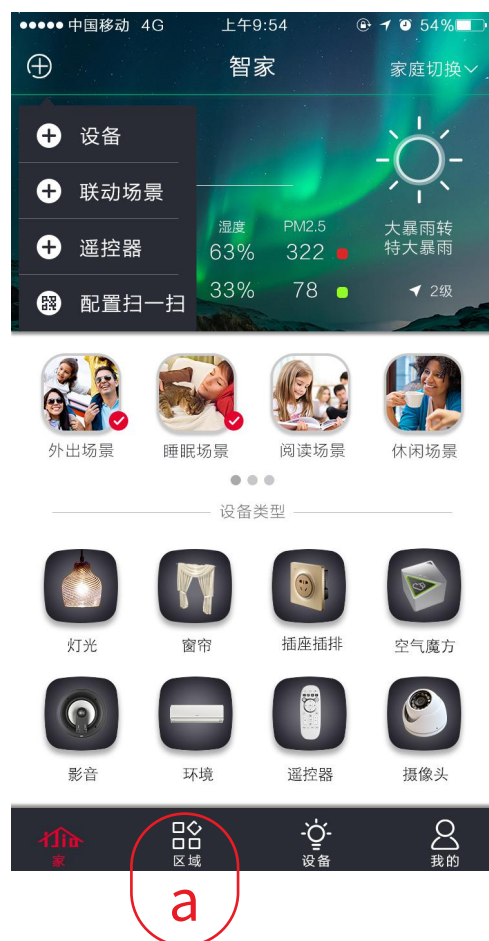 中国移动 4G 上午9:54 54%
智家 家庭切换
设备
联动场景
遥控器
配置扫一扫
湿度 PM2.5
63% 322
33% 78
大暴雨转
特大暴雨
2级
外出场景 睡眠场景 阅读场景 休闲场景
设备类型
灯光 窗帘 插座插排 空气魔方
影音 环境 遥控器 摄像头
家 区域 设备 我的
a